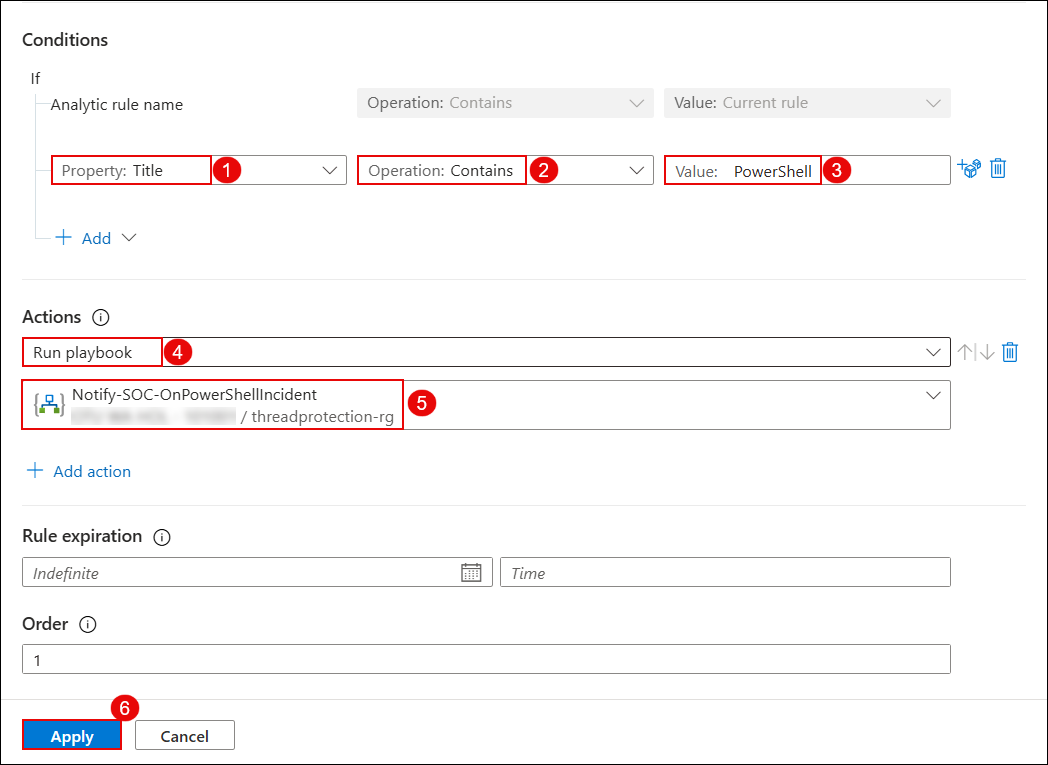 Conditions
If
Analytic rule name Operation: Contains Value: Current rule
Property: Title 1 Operation: Contains 2 Value: PowerShell 3
+ Add
Actions
Run playbook 4
Notify-SOC-OnPowerShellIncident
/ threadprotection-rg
5
+ Add action
Rule expiration
Indefinite Time
Order
1
6
Apply Cancel